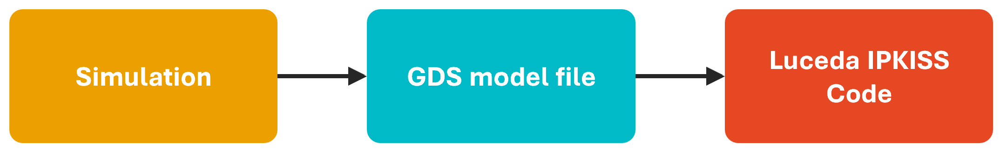 Simulation
GDS model file
Luceda IPKISS
Code